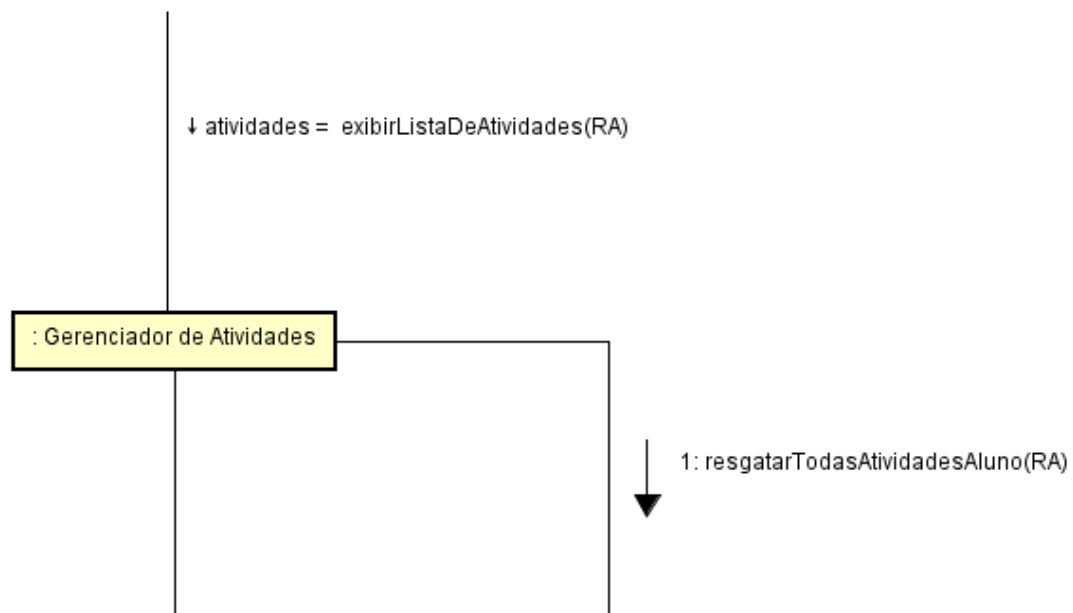 ↓ atividades = exibirListaDeAtividades(RA)
: Gerenciador de Atividades
1: resgatarTodasAtividadesAluno(RA)